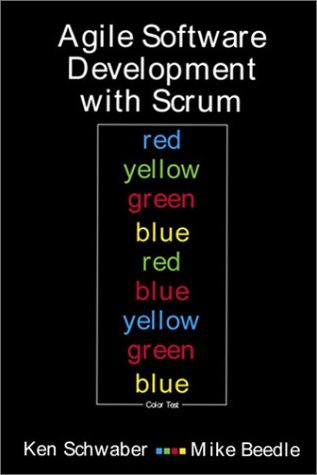 Agile Software
Development
with Scrum
red
yellow
green
blue
red
blue
yellow
green
blue
Color Test
Ken Schwaber Mike Beedle